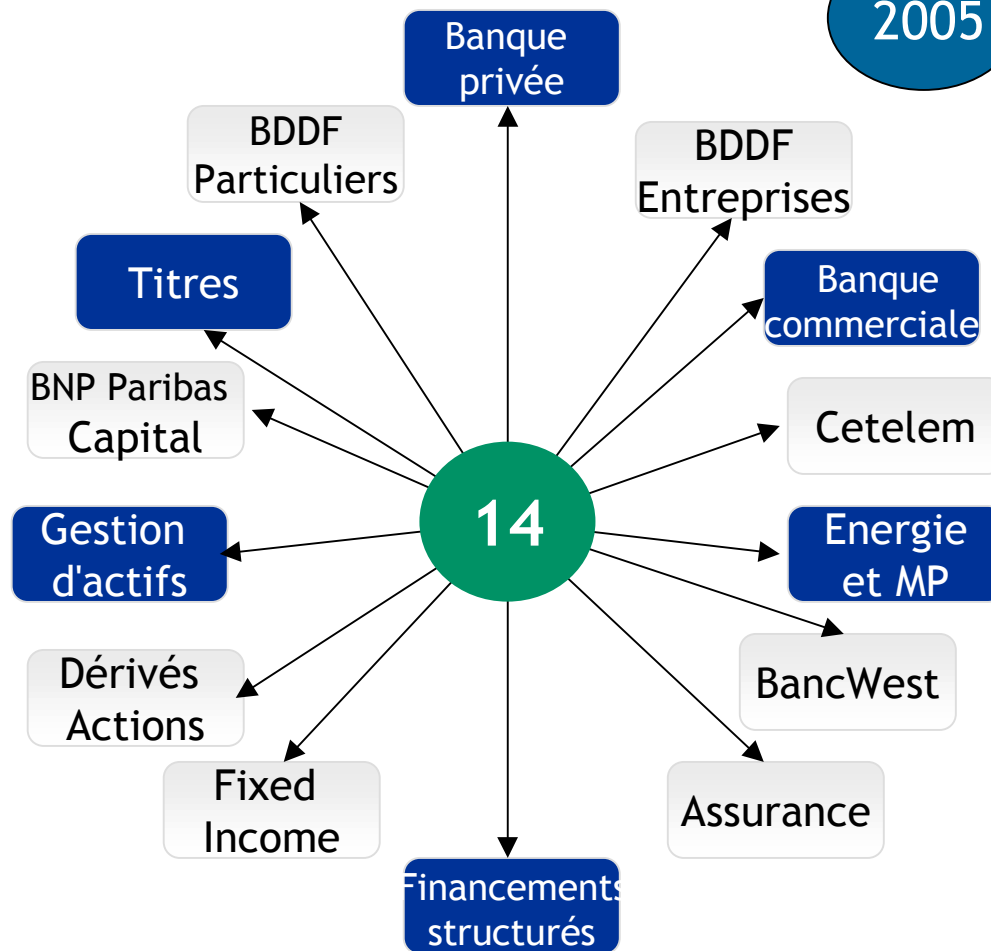 2005
Banque
privée
BDDF
Particuliers
BDDF
Entreprises
Titres
Banque
commerciale
BNP Paribas
Capital
Cetelem
14
Gestion
d'actifs
Energie
et MP
Dérivés
Actions
BancWest
Fixed
Income
Assurance
Financements
structurés